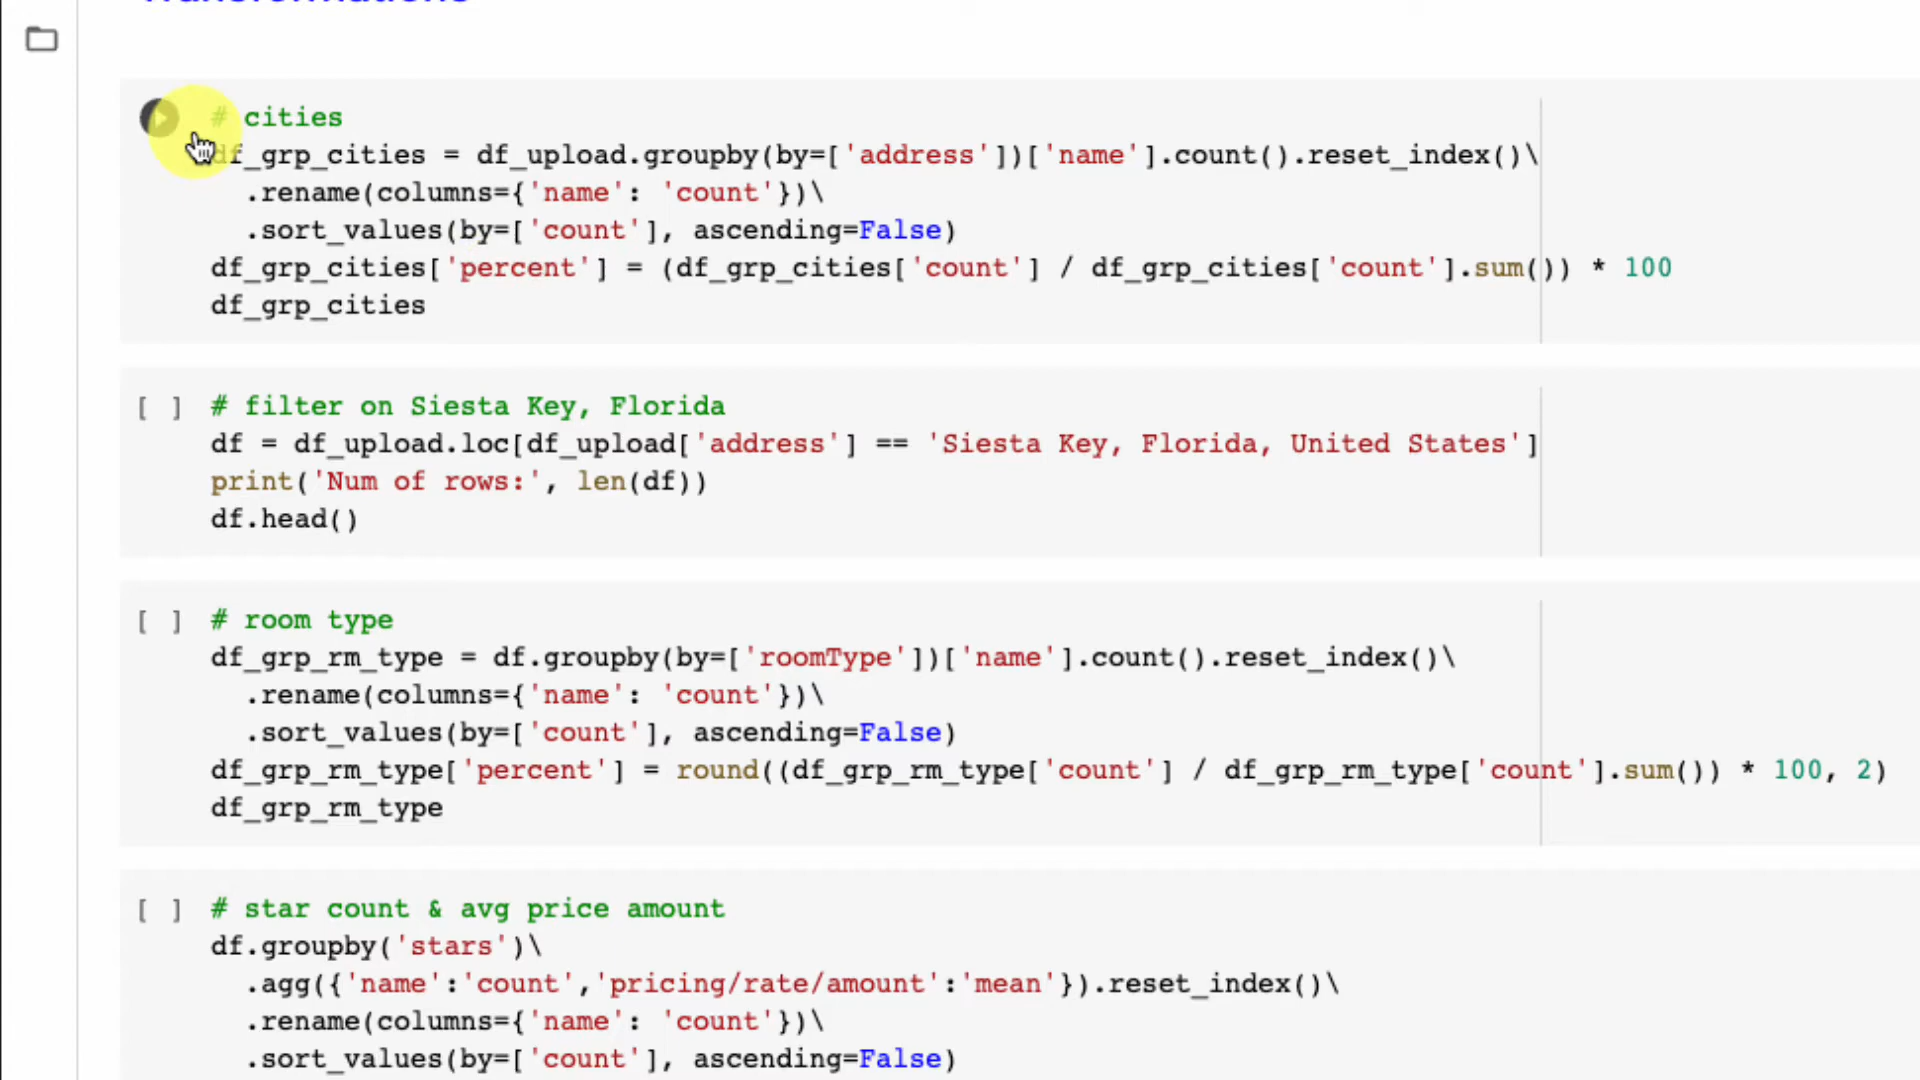 Transformations
# cities
df_grp_cities = df_upload.groupby(by=['address'])['name'].count().reset_index()\
.rename(columns={'name': 'count'})\
.sort_values(by=['count'], ascending=False)
df_grp_cities['percent'] = (df_grp_cities['count'] / df_grp_cities['count'].sum()) * 100
df_grp_cities
[ ] # filter on Siesta Key, Florida
df = df_upload.loc[df_upload['address'] == 'Siesta Key, Florida, United States']
print('Num of rows:', len(df))
df.head()
[ ] # room type
df_grp_rm_type = df.groupby(by=['roomType'])['name'].count().reset_index()\
.rename(columns={'name': 'count'})\
.sort_values(by=['count'], ascending=False)
df_grp_rm_type['percent'] = round((df_grp_rm_type['count'] / df_grp_rm_type['count'].sum()) * 100, 2)
df_grp_rm_type
[ ] # star count & avg price amount
df.groupby('stars')\
.agg({'name':'count','pricing/rate/amount':'mean'}).reset_index()\
.rename(columns={'name': 'count'})\
.sort_values(by=['count'], ascending=False)